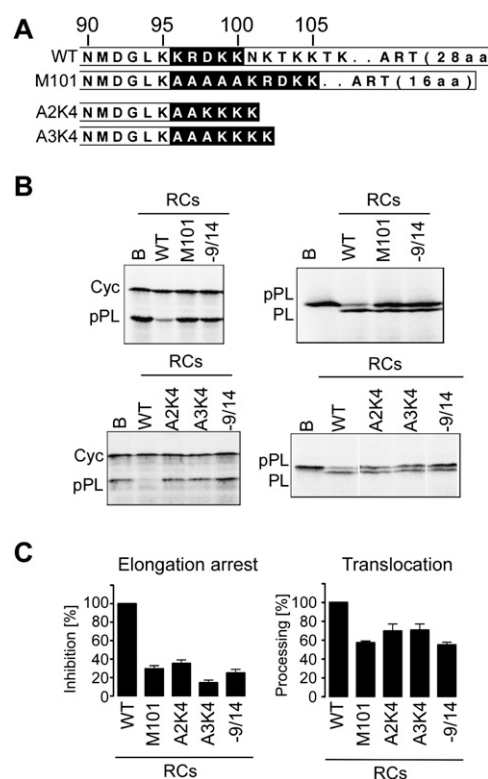 A
90 95 100 105
WT NMDGLKKRDKKNKTKKTK..ART(28aa
M101 NMDGLKAAAAAKRDKK..ART(16aa)
A2K4 NMDGLKAAKKKK
A3K4 NMDGLKAAAKKKK
B
RCs
B WT M101 -9/14
Cyc
pPL
RCs
B WT M101 -9/14
pPL
PL
RCs
B WT A2K4 A3K4 -9/14
Cyc
pPL
RCs
B WT A2K4 A3K4 -9/14
pPL
PL
C
Elongation arrest
Inhibition [%]
100
80
60
40
20
0
WT M101 A2K4 A3K4 -9/14
RCs
Translocation
Processing [%]
100
80
60
40
20
0
WT M101 A2K4 A3K4 -9/14
RCs